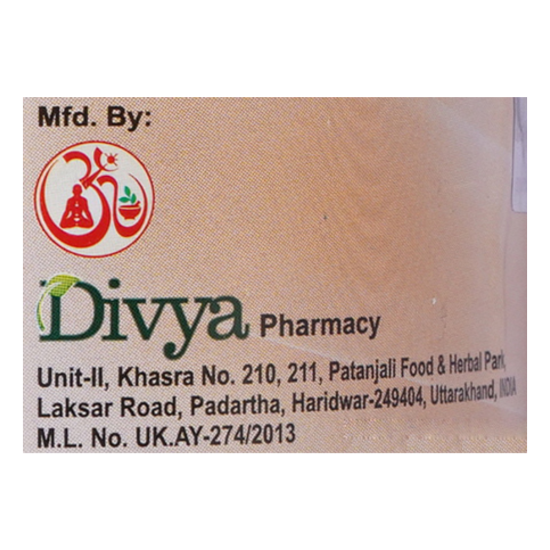 Mfd. By:
Divya Pharmacy
Unit-II, Khasra No. 210, 211, Patanjali Food & Herbal Park,
Laksar Road, Padartha, Haridwar-249404, Uttarakhand, INDIA
M.L. No. UK.AY-274/2013